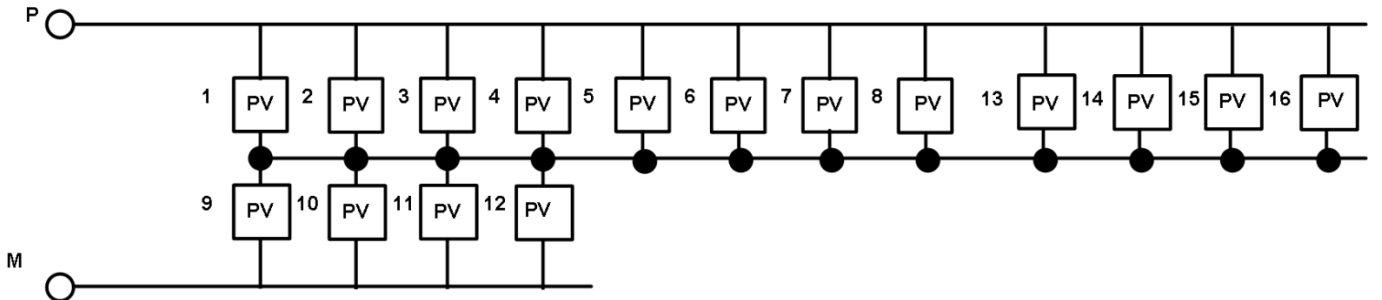 P
1 PV 2 PV 3 PV 4 PV 5 PV 6 PV 7 PV 8 PV 13 PV 14 PV 15 PV 16 PV
9 PV 10 PV 11 PV 12 PV
M